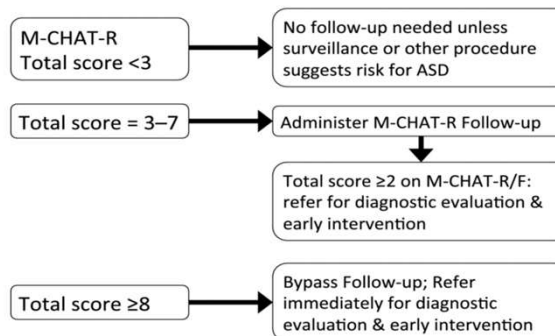 M-CHAT-R
Total score <3
No follow-up needed unless
surveillance or other procedure
suggests risk for ASD
Total score = 3–7
Administer M-CHAT-R Follow-up
Total score ≥2 on M-CHAT-R/F:
refer for diagnostic evaluation &
early intervention
Total score ≥8
Bypass Follow-up; Refer
immediately for diagnostic
evaluation & early intervention